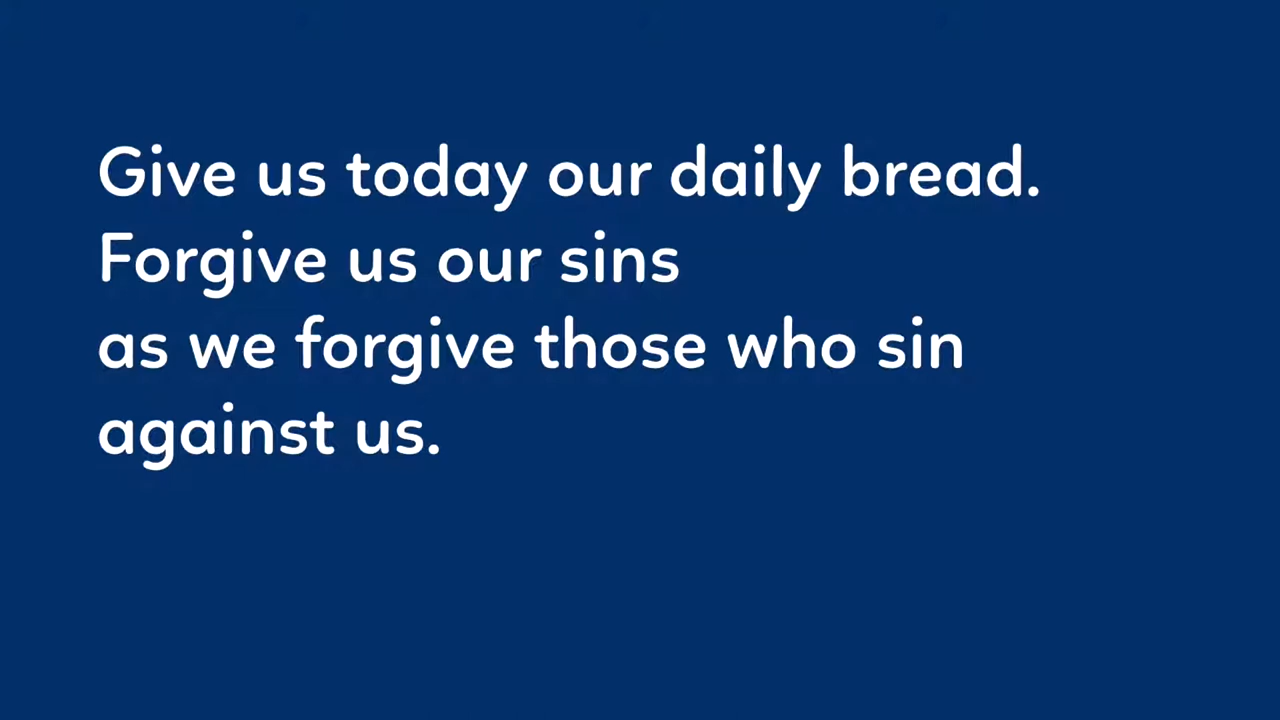 Give us today our daily bread.
Forgive us our sins
as we forgive those who sin
against us.